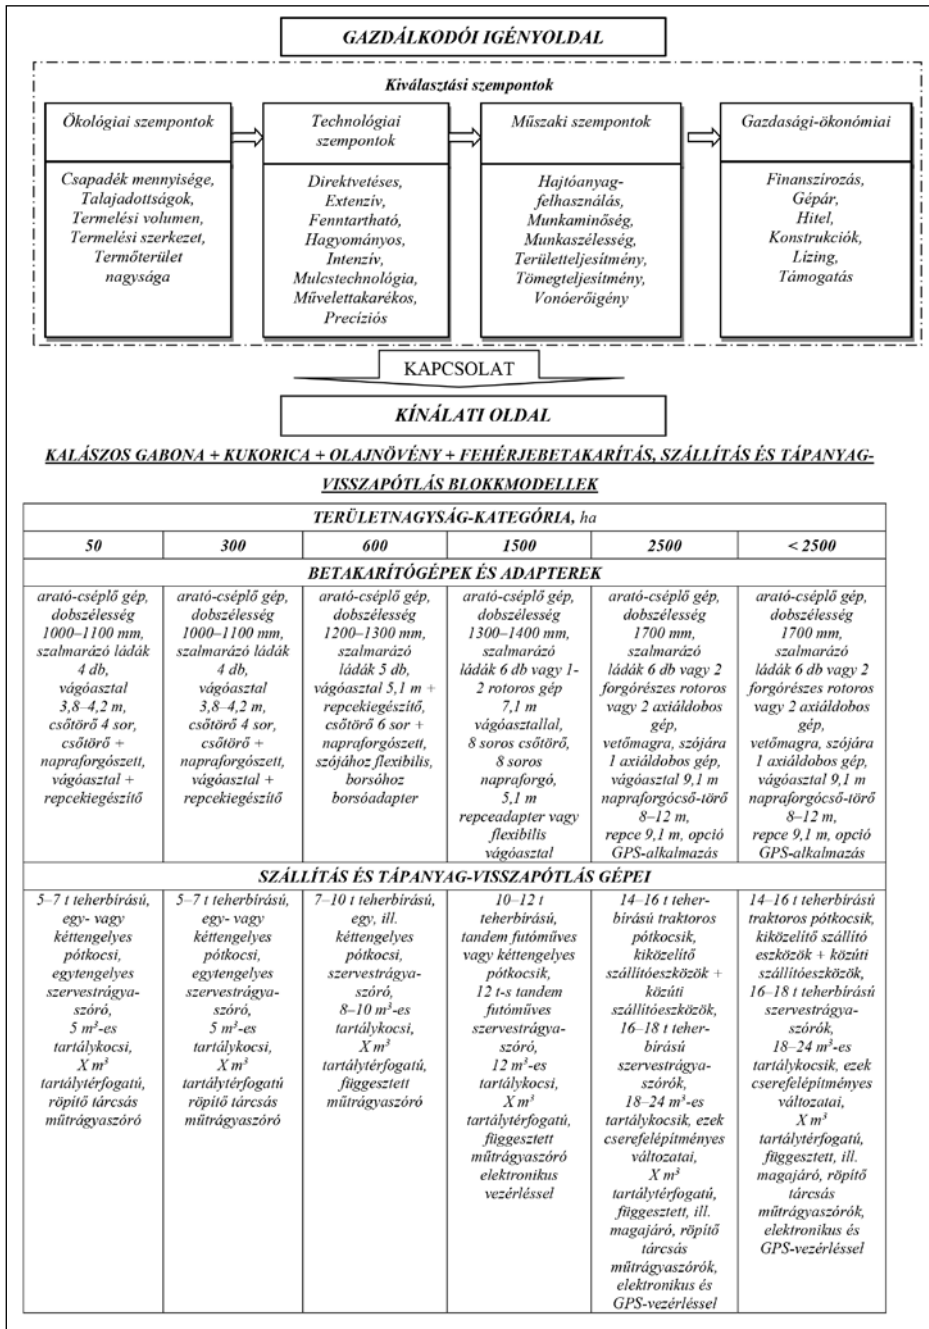 GAZDÁLKODÓI IGÉNYOLDAL
Kiválasztási szempontok
Ökológiai szempontok
Csapadék mennyisége,
Talajadottságok,
Termelési volumen,
Termelési szerkezet,
Termőterület
nagysága
Technológiai
szempontok
Direktvetéses,
Extenzív,
Fenntartható,
Hagyományos,
Intenzív,
Mulcstechnológia,
Művelettakarékos,
Precíziós
Műszaki szempontok
Hajtóanyag-
felhasználás,
Munkaminőség,
Munkaszélesség,
Területteljesítmény,
Tömegteljesítmény,
Vonóerőigény
Gazdasági-ökonómiai
Finanszírozás,
Gépár,
Hitel,
Konstrukciók,
Lízing,
Támogatás
KAPCSOLAT
KÍNÁLATI OLDAL
KALÁSZOS GABONA + KUKORICA + OLAJNÖVÉNY + FEHÉRJEBETAKARÍTÁS, SZÁLLÍTÁS ÉS TÁPANYAG-
VISSZAPÓTLÁS BLOKKMODELLEK
TERÜLETNAGYSÁG-KATEGÓRIA, ha
50 300 600 1500 2500 < 2500
BETAKARÍTÓGÉPEK ÉS ADAPTEREK
arató-cséplő gép,
dobszélesség
1000–1100 mm,
szalmarázó ládák
4 db,
vágóasztal
3,8–4,2 m,
csőtörő 4 sor,
csőtörő +
napraforgószett,
vágóasztal +
repcekiegészítő
arató-cséplő gép,
dobszélesség
1000–1100 mm,
szalmarázó ládák
4 db,
vágóasztal
3,8–4,2 m,
csőtörő 4 sor,
csőtörő +
napraforgószett,
vágóasztal +
repcekiegészítő
arató-cséplő gép,
dobszélesség
1200–1300 mm,
szalmarázó
ládák 5 db,
vágóasztal 5,1 m +
repcekiegészítő,
csőtörő 6 sor +
napraforgószett,
szójához flexibilis,
borsóhoz
borsóadapter
arató-cséplő gép,
dobszélesség
1300–1400 mm,
szalmarázó
ládák 6 db vagy 1-
2 rotoros gép
7,1 m
vágóasztallal,
8 soros csőtörő,
8 soros
napraforgó,
5,1 m
repceadapter vagy
flexibilis
vágóasztal
arató-cséplő gép,
dobszélesség
1700 mm,
szalmarázó
ládák 6 db vagy 2
forgórészes rotoros
vagy 2 axiáldobos
gép,
vetőmagra, szójára
1 axiáldobos gép,
vágóasztal 9,1 m
napraforgócső-törő
8–12 m,
repce 9,1 m, opció
GPS-alkalmazás
arató-cséplő gép,
dobszélesség
1700 mm,
szalmarázó
ládák 6 db vagy 2
forgórészes rotoros
vagy 2 axiáldobos
gép,
vetőmagra, szójára
1 axiáldobos gép,
vágóasztal 9,1 m
napraforgócső-törő
8–12 m,
repce 9,1 m, opció
GPS-alkalmazás
SZÁLLÍTÁS ÉS TÁPANYAG-VISSZAPÓTLÁS GÉPEI
5–7 t teherbírású,
egy- vagy
kéttengelyes
pótkocsi,
egytengelyes
szervestrágya-
szóró,
5 m³-es
tartálykocsi,
X m³
tartálytérfogatú,
röpítő tárcsás
műtrágyaszóró
5–7 t teherbírású,
egy- vagy
kéttengelyes
pótkocsi,
egytengelyes
szervestrágya-
szóró,
5 m³-es
tartálykocsi,
X m³
tartálytérfogatú
röpítő tárcsás
műtrágyaszóró
7–10 t teherbírású,
egy, ill.
kéttengelyes
pótkocsi,
szervestrágya-
szóró,
8–10 m³-es
tartálykocsi,
X m³
tartálytérfogatú,
függesztett
műtrágyaszóró
10–12 t
teherbírású,
tandem futóműves
vagy kéttengelyes
pótkocsik,
12 t-s tandem
futóműves
szervestrágya-
szóró,
12 m³-es
tartálykocsi,
X m³
tartálytérfogatú,
függesztett
műtrágyaszóró
elektronikus
vezérléssel
14–16 t teher-
bírású traktoros
pótkocsik,
kiközelítő
szállítóeszközök +
közúti
szállítóeszközök,
16–18 t teher-
bírású
szervestrágya-
szórók,
18–24 m³-es
tartálykocsik, ezek
cserefelépítményes
változatai,
X m³
tartálytérfogatú,
függesztett, ill.
magajáró, röpítő
tárcsás
műtrágyaszórók,
elektronikus és
GPS-vezérléssel
14–16 t teherbírású
traktoros pótkocsik,
kiközelítő szállító
eszközök + közúti
szállítóeszközök,
16–18 t teherbírású
szervestrágya-
szórók,
18–24 m³-es
tartálykocsik, ezek
cserefelépítményes
változatai,
X m³
tartálytérfogatú,
függesztett, ill.
magajáró, röpítő
tárcsás
műtrágyaszórók,
elektronikus és
GPS-vezérléssel